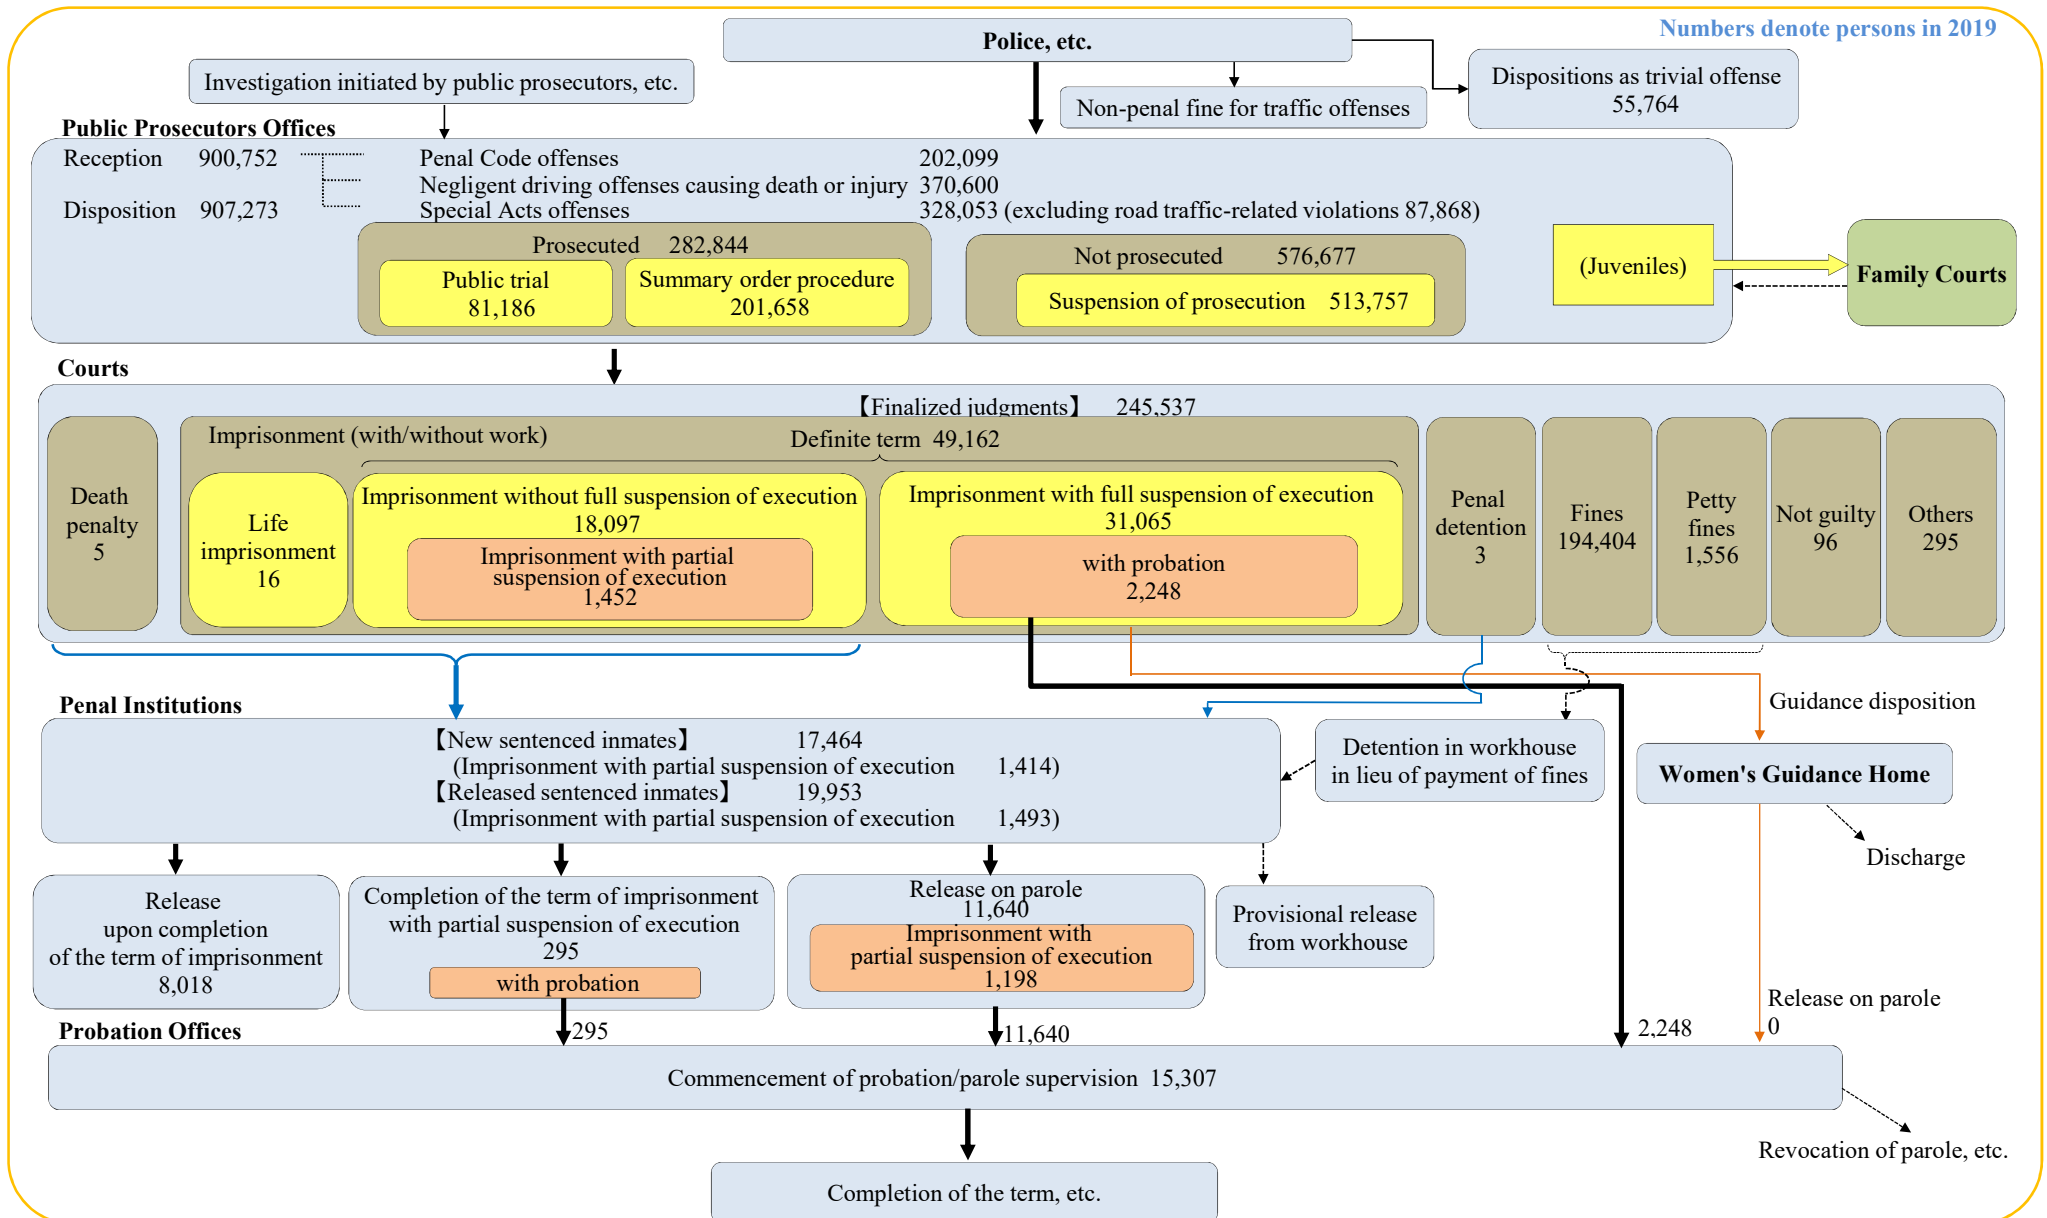 Numbers denote persons in 2019
Police, etc.
Investigation initiated by public prosecutors, etc.
Non-penal fine for traffic offenses
Dispositions as trivial offense
55,764
Public Prosecutors Offices
Reception 900,752
Penal Code offenses 202,099
Negligent driving offenses causing death or injury 370,600
Disposition 907,273
Special Acts offenses 328,053 (excluding road traffic-related violations 87,868)
Prosecuted 282,844
Public trial
81,186
Summary order procedure
201,658
Not prosecuted 576,677
Suspension of prosecution 513,757
(Juveniles)
Family Courts
Courts
【Finalized judgments】 245,537
Death
penalty
5
Imprisonment (with/without work)
Definite term 49,162
Life
imprisonment
16
Imprisonment without full suspension of execution
18,097
Imprisonment with partial
suspension of execution
1,452
Imprisonment with full suspension of execution
31,065
with probation
2,248
Penal
detention
3
Fines
194,404
Petty
fines
1,556
Not guilty
96
Others
295
Penal Institutions
【New sentenced inmates】 17,464
(Imprisonment with partial suspension of execution 1,414)
【Released sentenced inmates】 19,953
(Imprisonment with partial suspension of execution 1,493)
Detention in workhouse
in lieu of payment of fines
Guidance disposition
Women's Guidance Home
Discharge
Release
upon completion
of the term of imprisonment
8,018
Completion of the term of imprisonment
with partial suspension of execution
295
with probation
Release on parole
11,640
Imprisonment with
partial suspension of execution
1,198
Provisional release
from workhouse
Release on parole
0
Probation Offices
295
11,640
2,248
Commencement of probation/parole supervision 15,307
Revocation of parole, etc.
Completion of the term, etc.